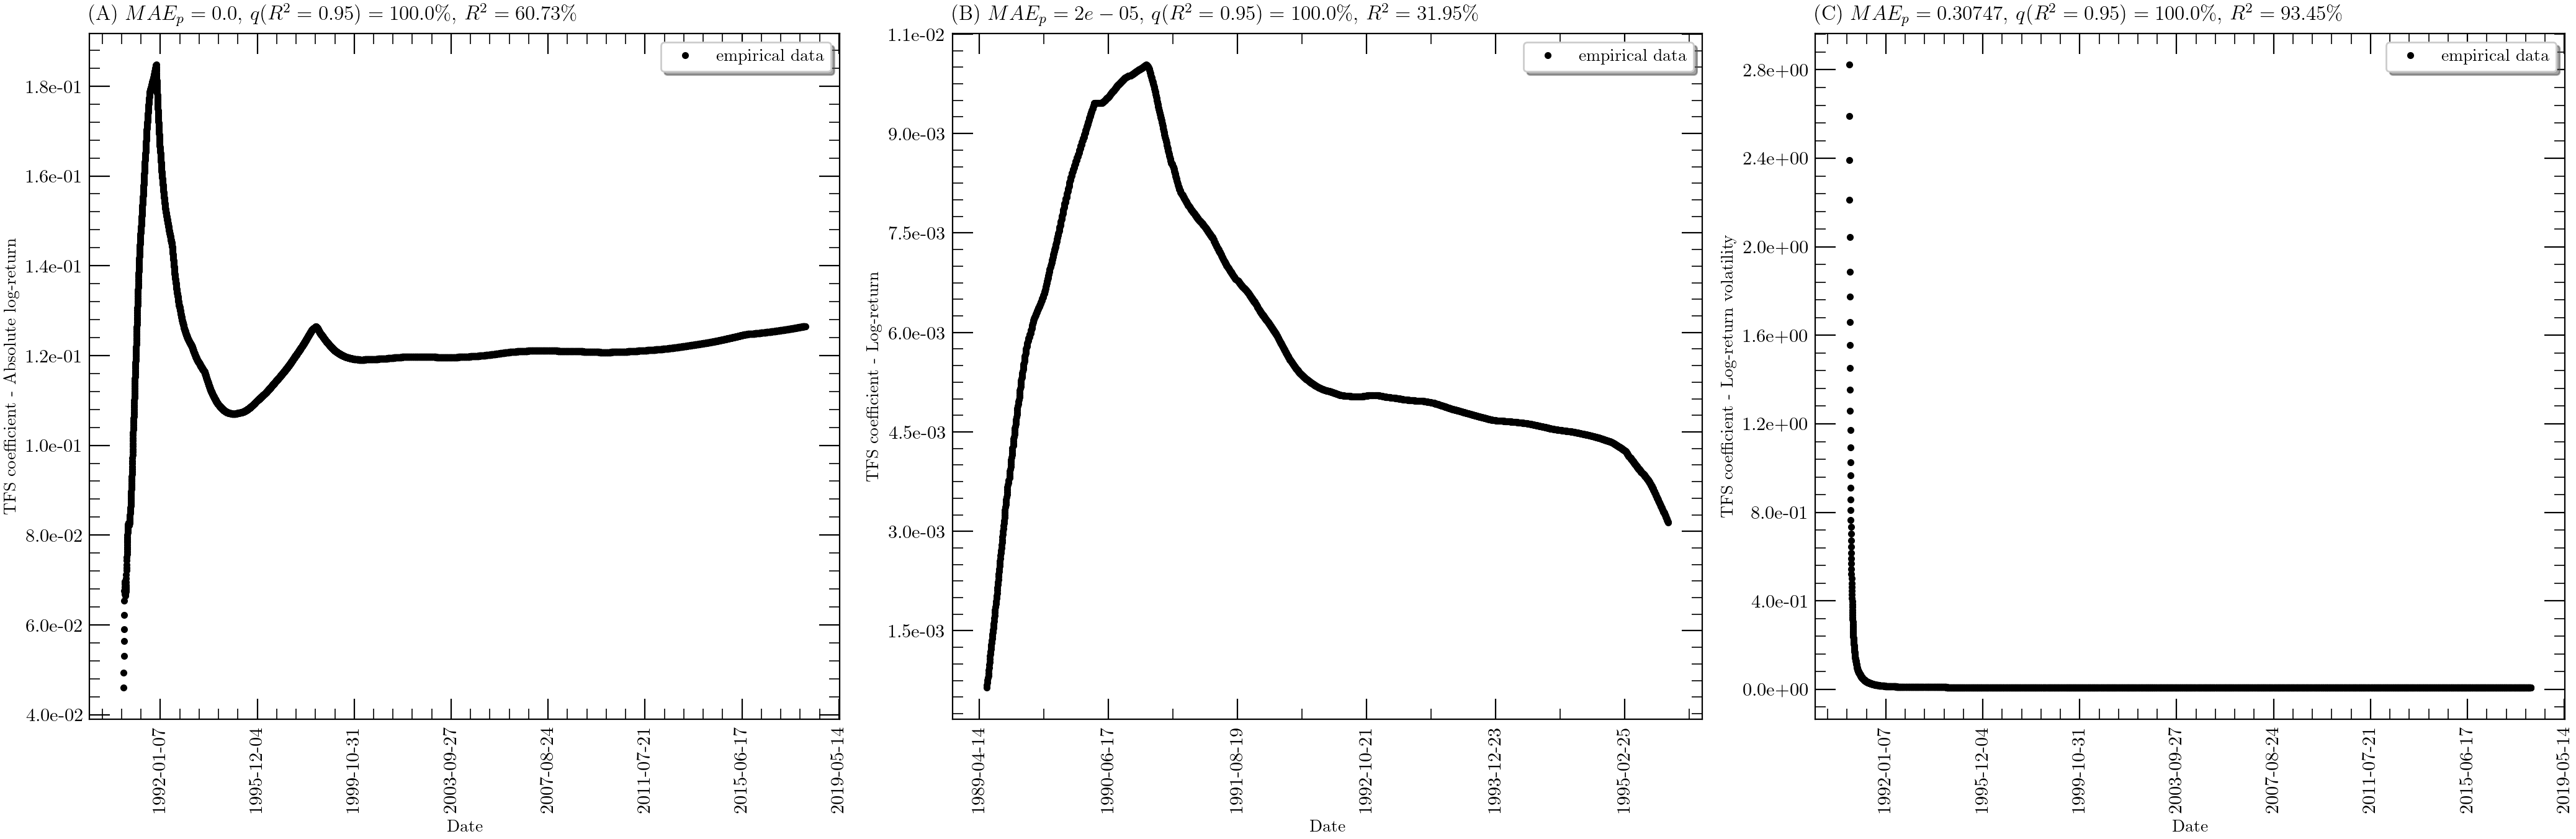 (A) MAE_p = 0.0, q(R² = 0.95) = 100.0%, R² = 60.73%
empirical data
TFS coefficient - Absolute log-return
1.8e-01
1.6e-01
1.4e-01
1.2e-01
1.0e-01
8.0e-02
6.0e-02
4.0e-02
1992-01-07
1995-12-04
1999-10-31
2003-09-27
2007-08-24
2011-07-21
2015-06-17
2019-05-14
Date
(B) MAE_p = 2e − 05, q(R² = 0.95) = 100.0%, R² = 31.95%
empirical data
TFS coefficient - Log-return
1.1e-02
9.0e-03
7.5e-03
6.0e-03
4.5e-03
3.0e-03
1.5e-03
1989-04-14
1990-06-17
1991-08-19
1992-10-21
1993-12-23
1995-02-25
Date
(C) MAE_p = 0.30747, q(R² = 0.95) = 100.0%, R² = 93.45%
empirical data
TFS coefficient - Log-return volatility
2.8e+00
2.4e+00
2.0e+00
1.6e+00
1.2e+00
8.0e-01
4.0e-01
0.0e+00
1992-01-07
1995-12-04
1999-10-31
2003-09-27
2007-08-24
2011-07-21
2015-06-17
2019-05-14
Date